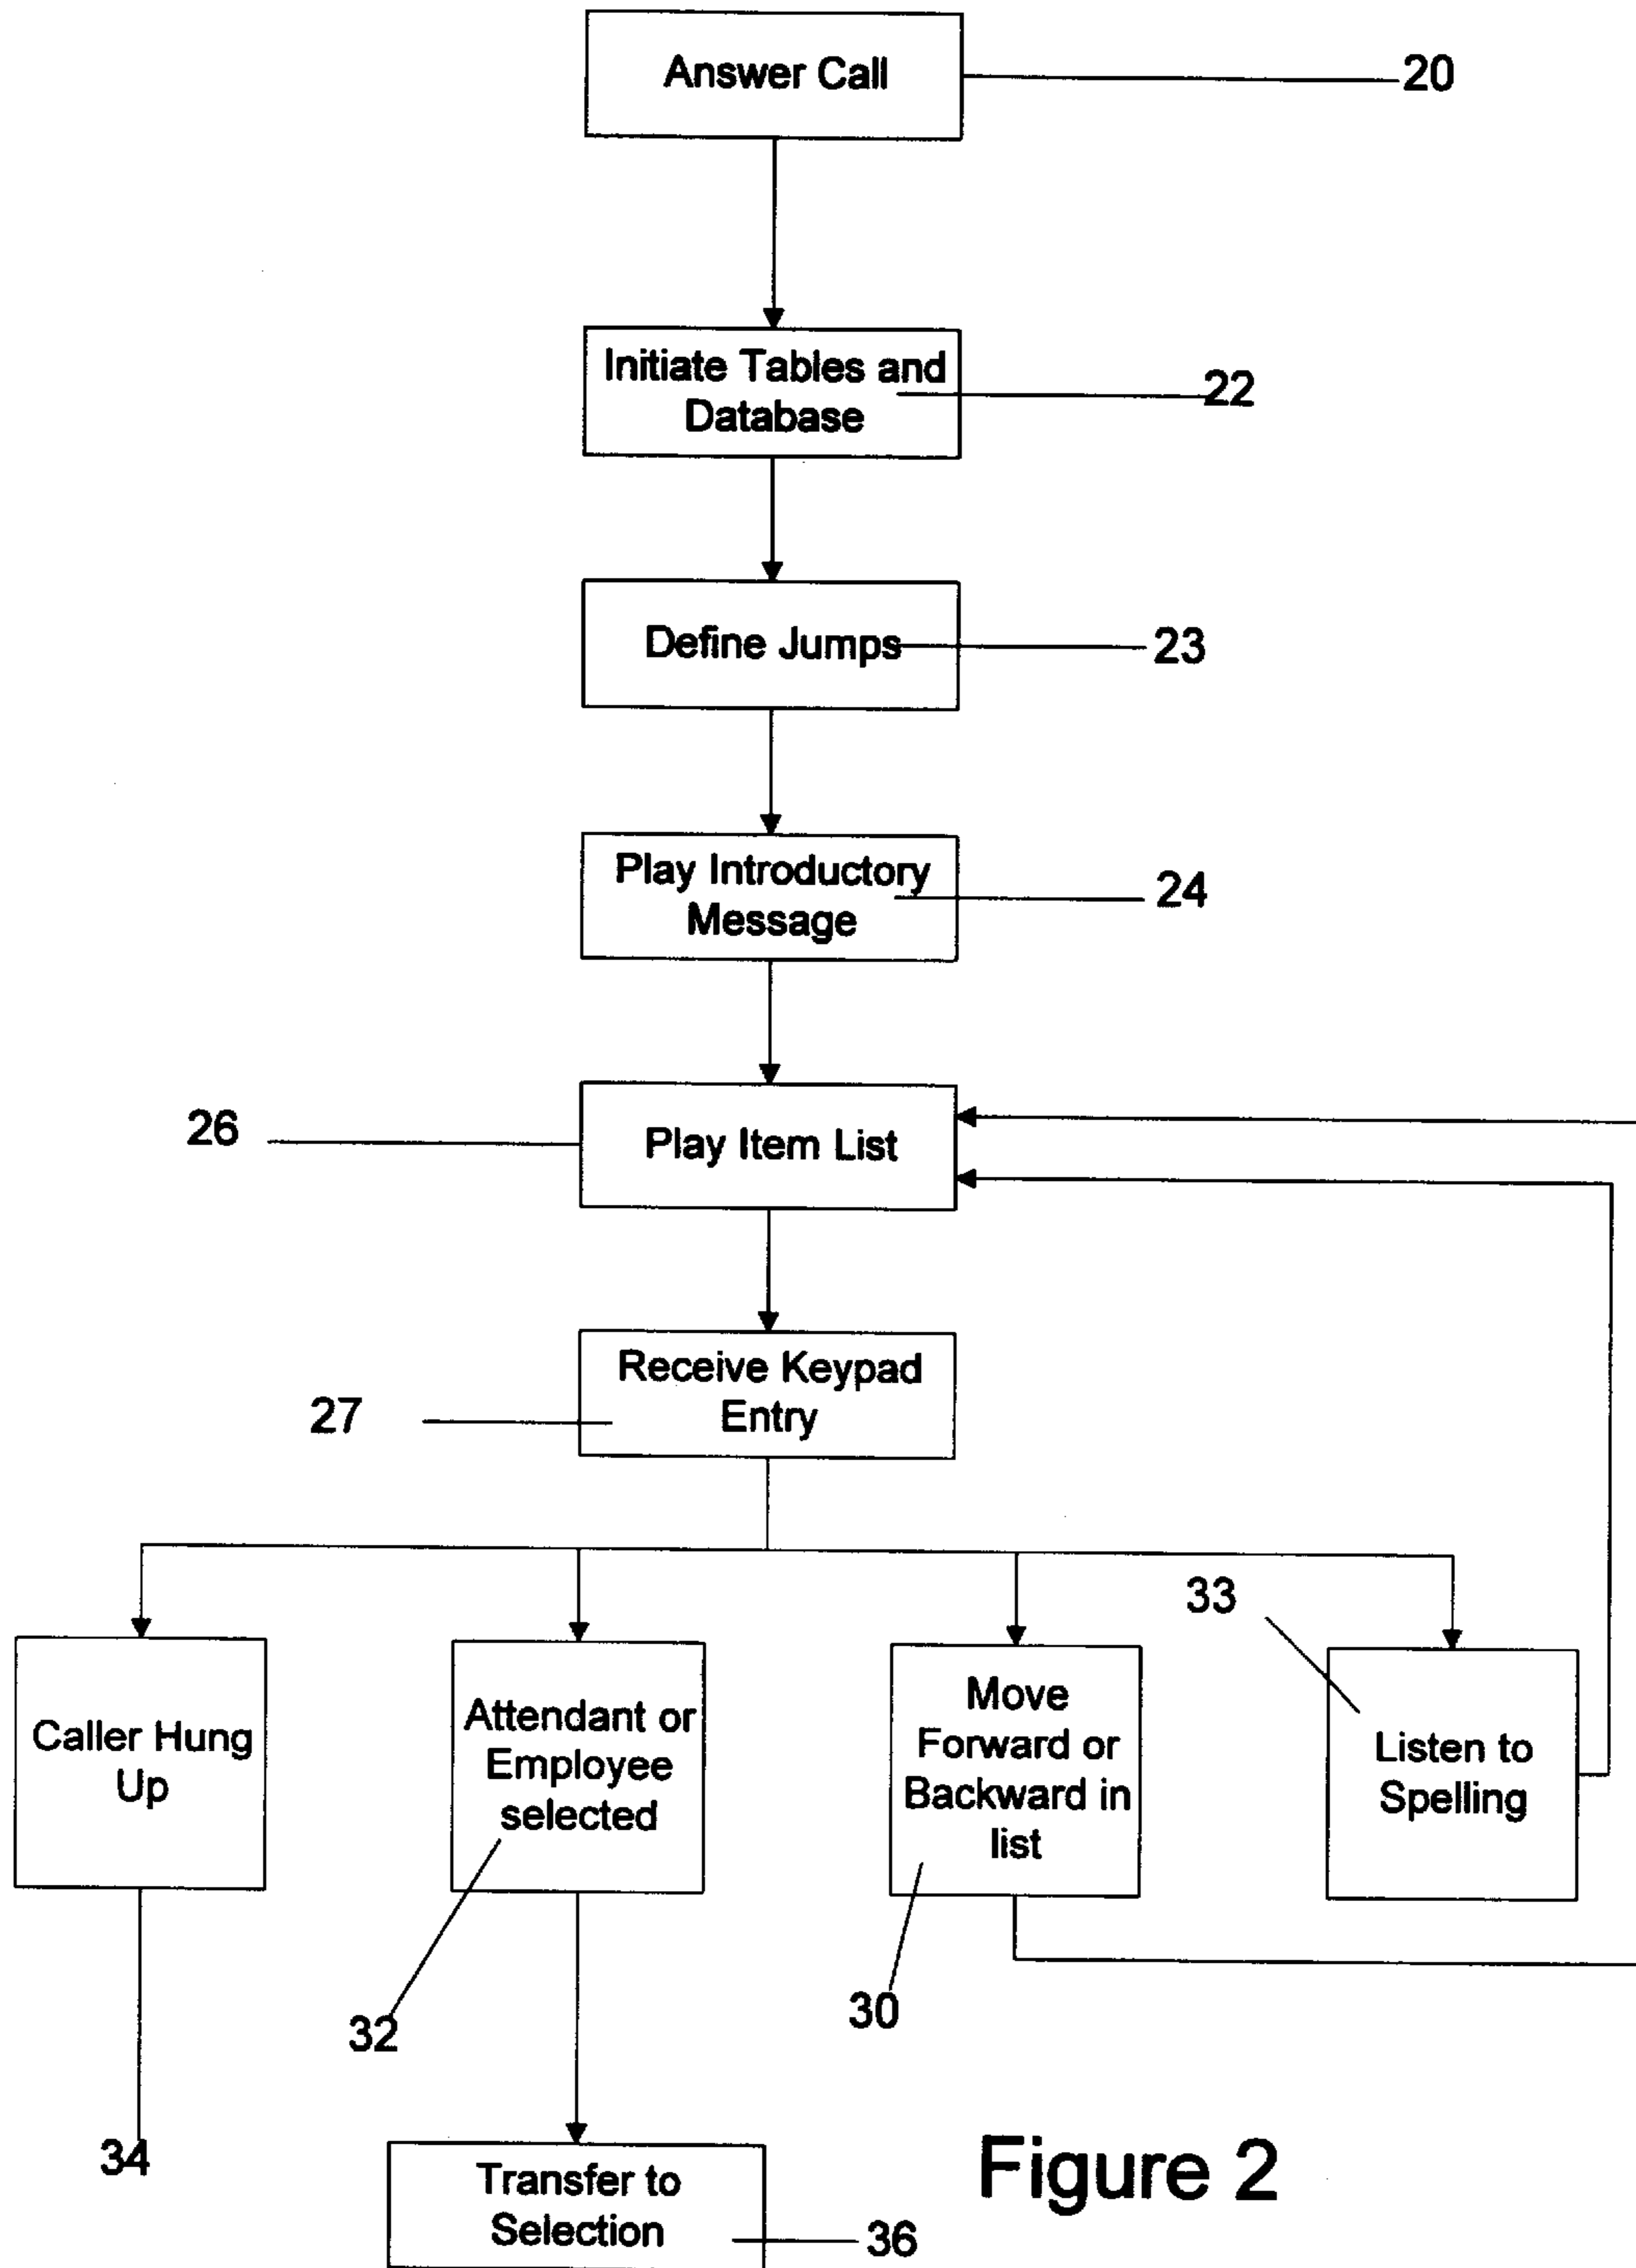 Answer Call
20
Initiate Tables and
Database
22
Define Jumps
23
Play Introductory
Message
24
26
Play Item List
27
Receive Keypad
Entry
33
Caller Hung
Up
Attendant or
Employee
selected
Move
Forward or
Backward in
list
Listen to
Spelling
32
30
34
Transfer to
Selection
36
Figure 2